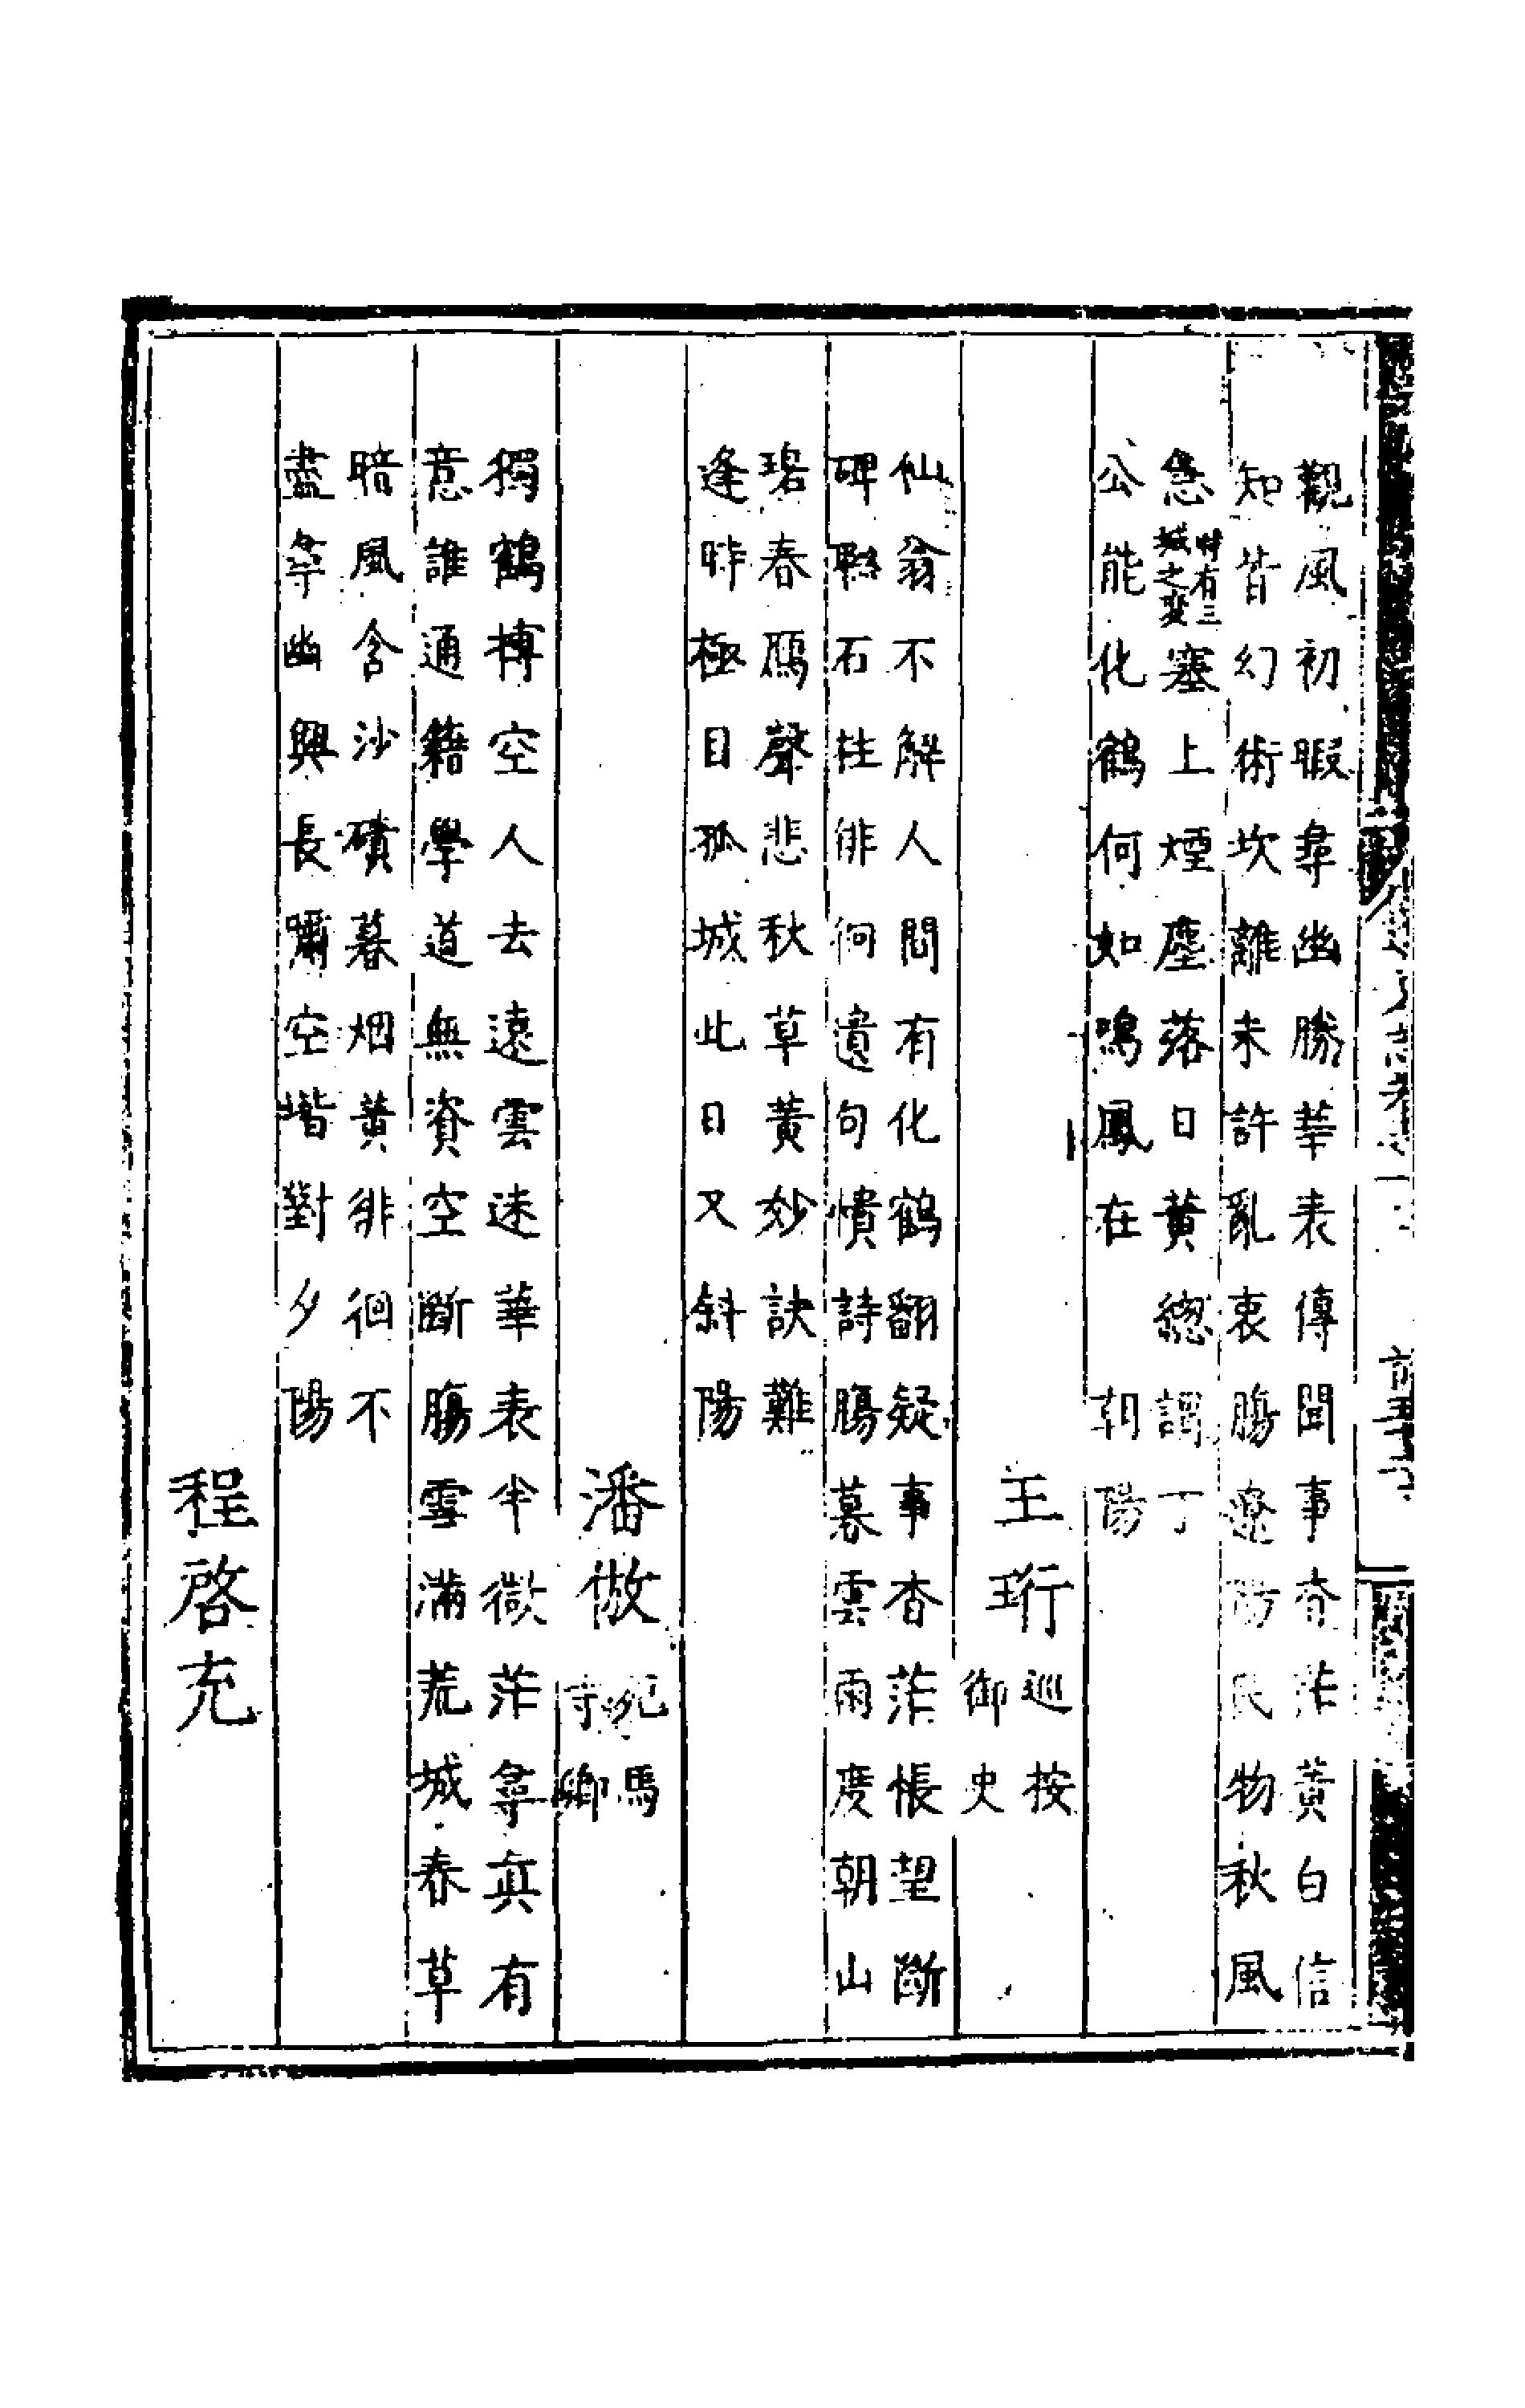 觀風初暇尋幽勝華表傳聞事杳茫黃白信
知昔幻術坎離未許亂衷腸遼陽民物秋風
急時有三城之變塞上煙塵落日黃總謂丁
公能化鶴何如鳴鳳在朝陽
王珩巡按御史
仙翁不解人間有化鶴翻疑事杳茫悵望斷
碑聯石柱徘徊遺句憒詩腸暮雲雨度朝山
碧春鴈聲悲秋草黃妙訣難
逢時極目孤城此日又斜陽
潘倣苑馬寺卿
獨鶴摶空人去遠雲迷華表半微茫尋真有
意誰通籍學道無資空斷腸雪滿荒城春草
暗風含沙磧暮烟黃徘徊不
盡尋幽興長嘯空堦對夕陽
程啓充